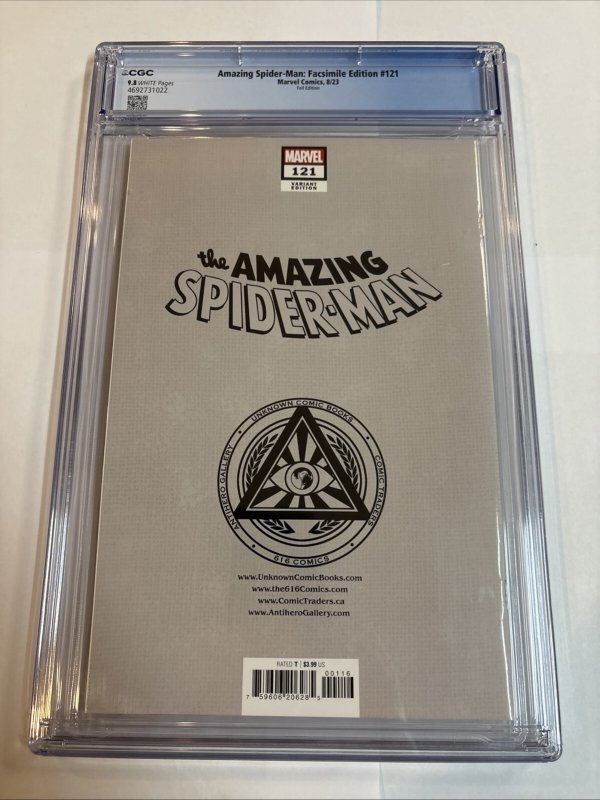 CGC
9.8 WHITE Pages
4692731022
Amazing Spider-Man: Facsimile Edition #121
Marvel Comics, 8/23
Foil Edition
MARVEL
121
VARIANT
EDITION
the AMAZING
SPIDER-MAN
UNKNOWN COMIC BOOKS
ANTIHERO GALLERY
COMIC TRADERS
616 COMICS
www.UnknownComicBooks.com
www.the616Comics.com
www.ComicTraders.ca
www.AntiheroGallery.com
RATED T | $3.99 US
00116
7 59606 20628 5